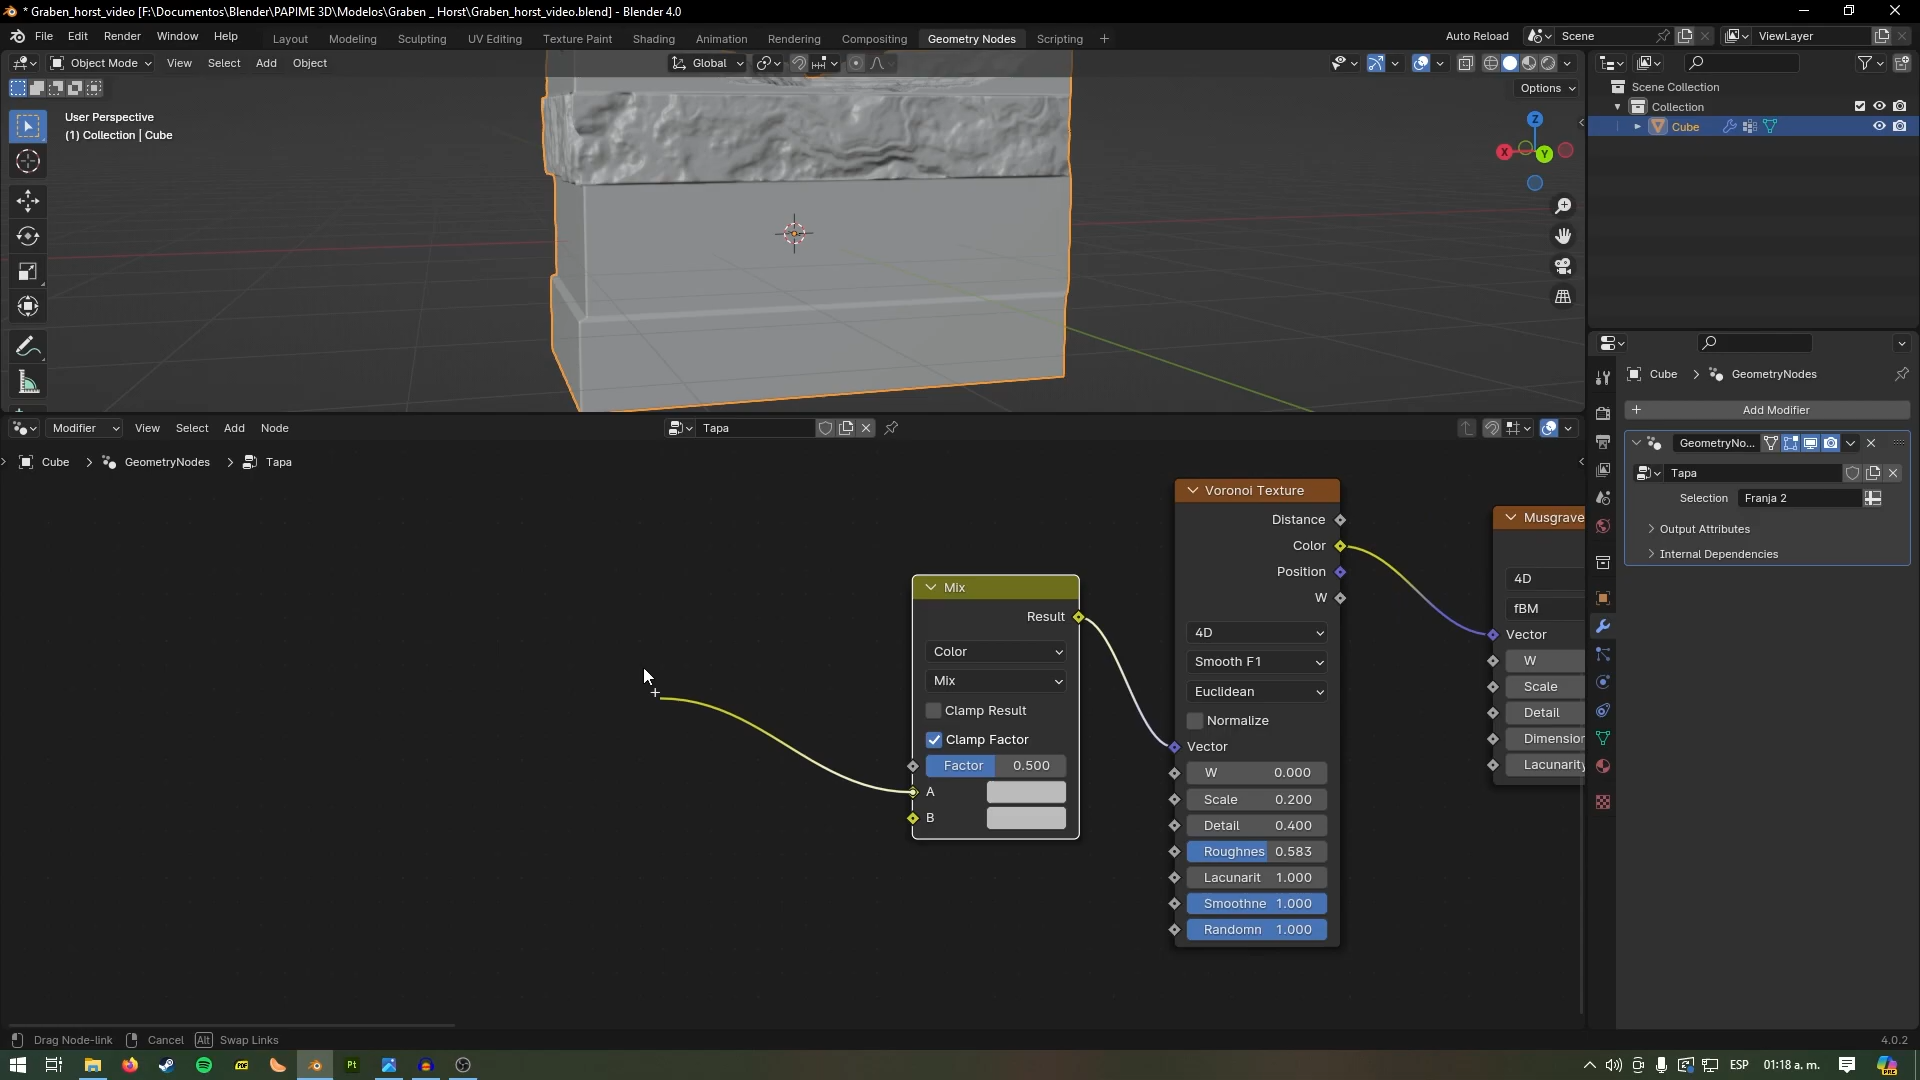 * Graben_horst_video [F:\Documentos\Blender\PAPIME 3D\Modelos\Graben _ Horst\Graben_horst_video.blend] - Blender 4.0
File Edit Render Window Help
Layout Modeling Sculpting UV Editing Texture Paint Shading Animation Rendering Compositing Geometry Nodes Scripting +
Auto Reload Scene ViewLayer
Object Mode View Select Add Object Global
Options
User Perspective
(1) Collection | Cube
Z
X
Y
Scene Collection
Collection
Cube
Cube > GeometryNodes
+ Add Modifier
GeometryNo...
Tapa
Selection Franja 2
Output Attributes
Internal Dependencies
Modifier View Select Add Node Tapa
Cube > GeometryNodes > Tapa
Mix
Result
Color
Mix
Clamp Result
Clamp Factor
Factor 0.500
A
B
Voronoi Texture
Distance
Color
Position
W
4D
Smooth F1
Euclidean
Normalize
Vector
W 0.000
Scale 0.200
Detail 0.400
Roughnes 0.583
Lacunarit 1.000
Smoothne 1.000
Randomn 1.000
Musgrave
4D
fBM
Vector
W
Scale
Detail
Dimension
Lacunarity
Drag Node-link Cancel Alt Swap Links
4.0.2
Pt
ESP 01:18 a. m.